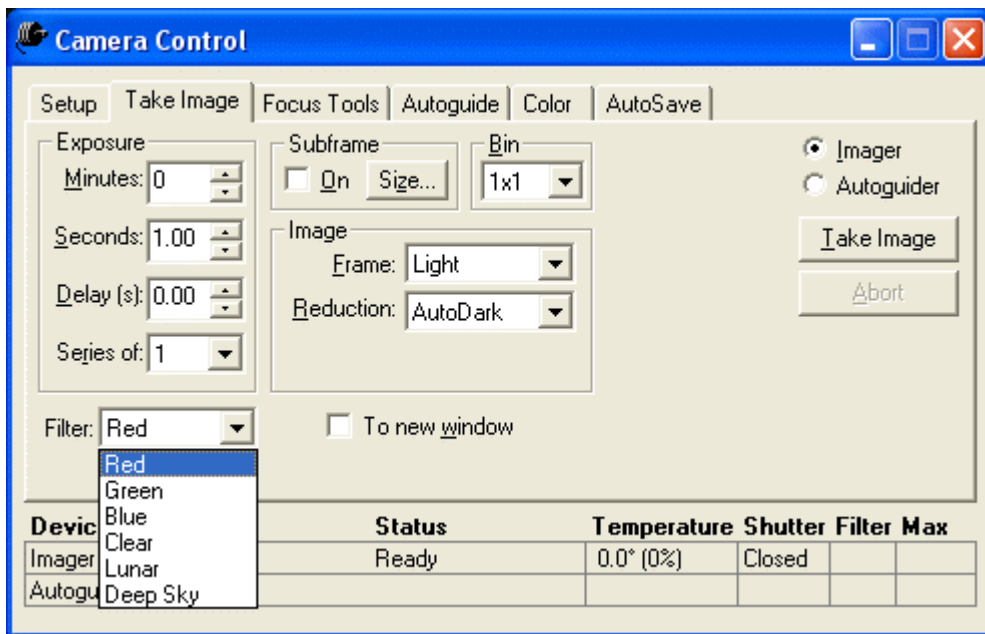 Camera Control
Setup Take Image Focus Tools Autoguide Color AutoSave
Exposure
Minutes: 0
Seconds: 1.00
Delay (s): 0.00
Series of: 1
Subframe
On Size...
Bin
1x1
Image
Frame: Light
Reduction: AutoDark
Imager
Autoguider
Take Image
Abort
Filter: Red
To new window
Red
Green
Blue
Clear
Lunar
Deep Sky
Devic Status Temperature Shutter Filter Max
Imager Ready 0.0° (0%) Closed
Autogu